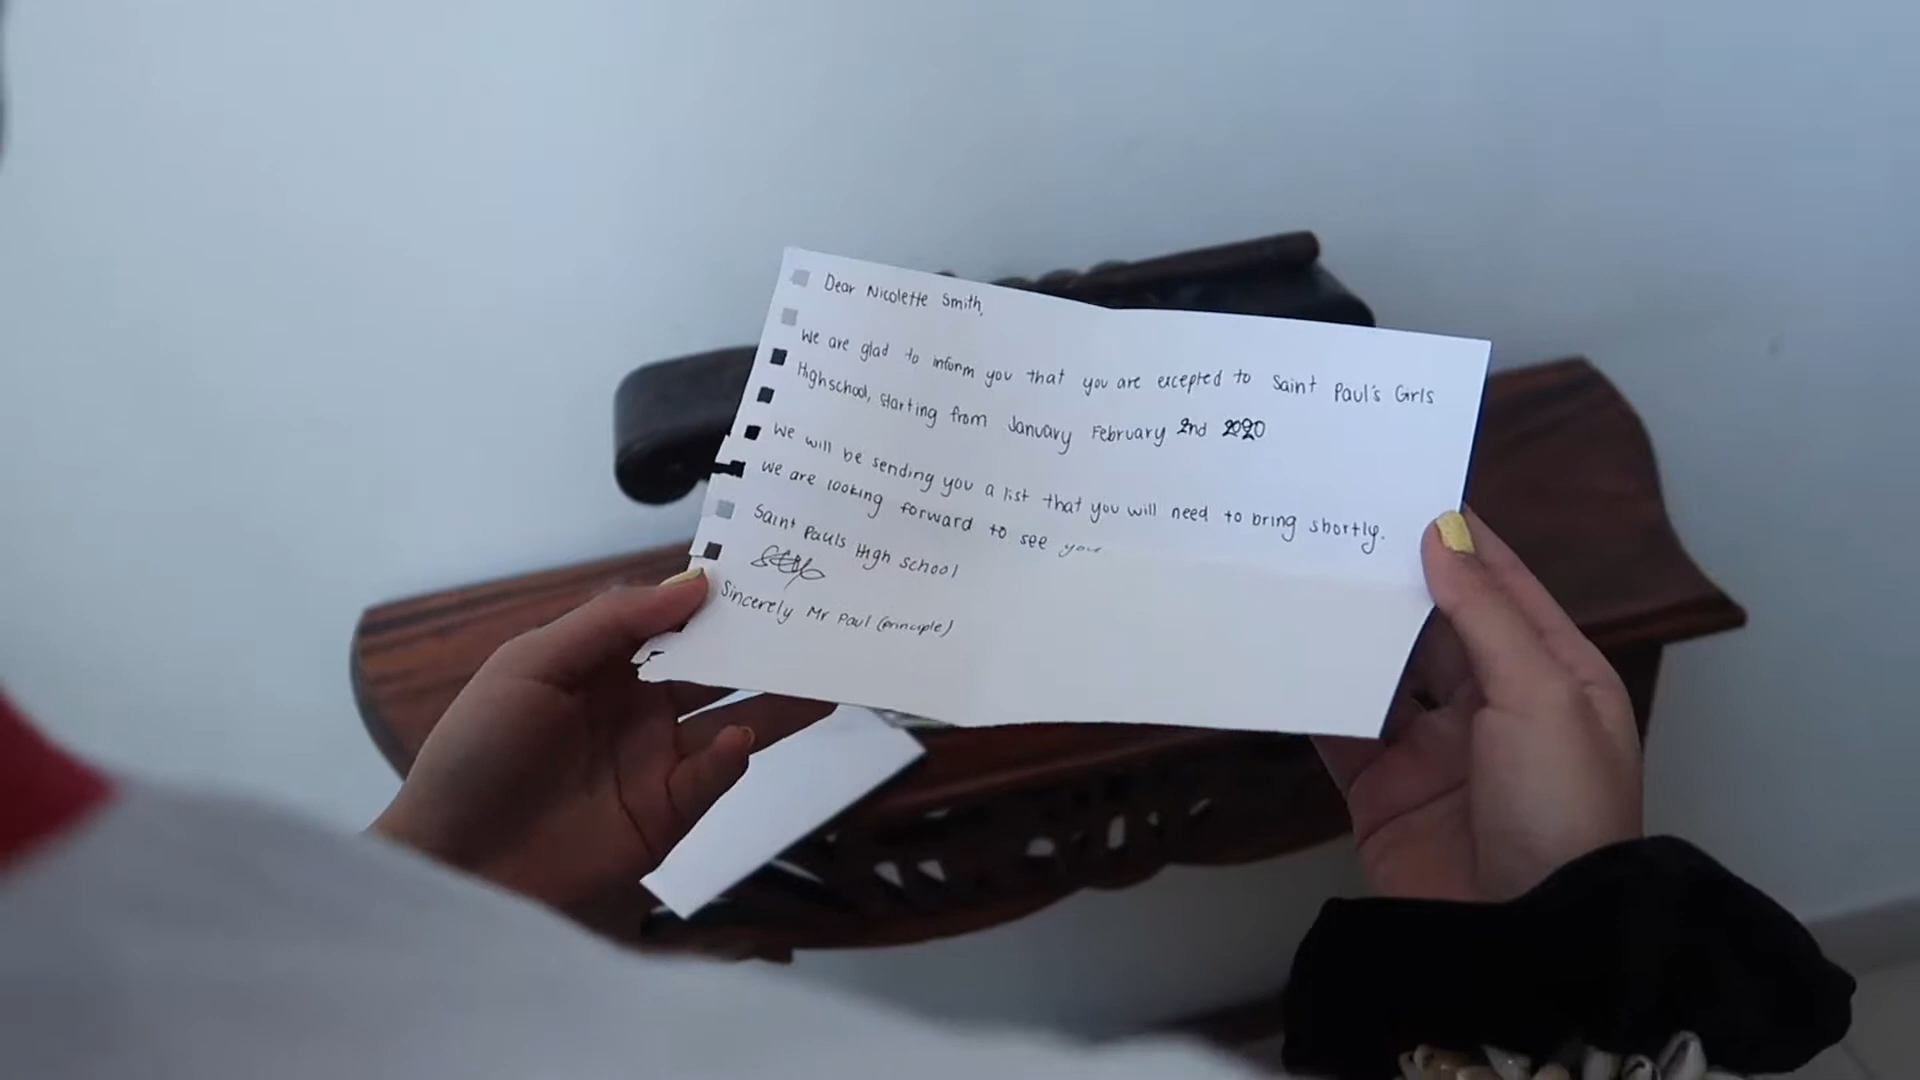 Dear Nicolette Smith,
We are glad to inform you that you are excepted to Saint Paul's Girls
Highschool, starting from January February 2nd 2020
We will be sending you a list that you will need to bring shortly.
We are looking forward to see you
Saint Pauls High school
Sincerely Mr Paul (principle)